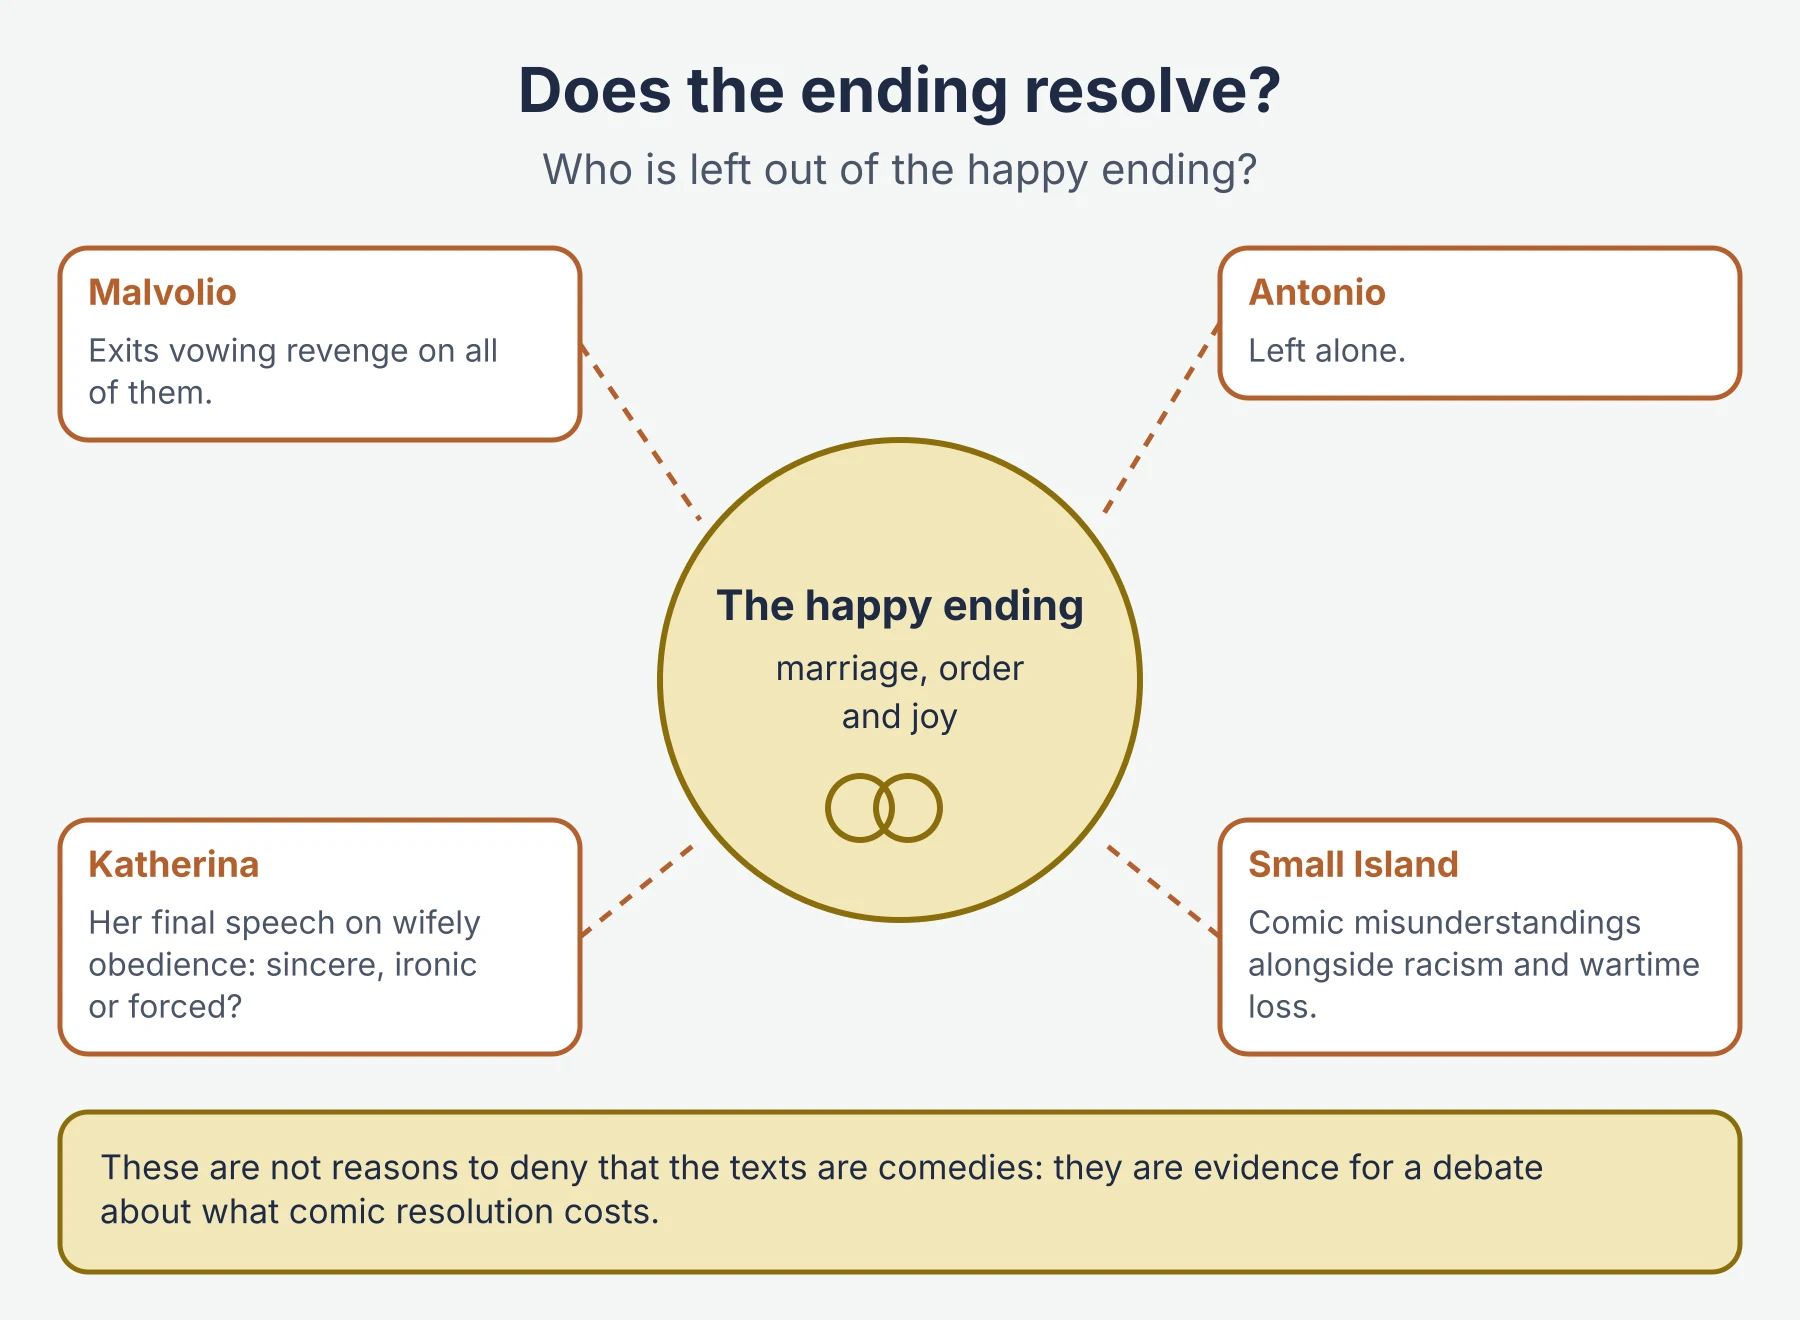 Does the ending resolve?
Who is left out of the happy ending?
Malvolio
Exits vowing revenge on all
of them.
Antonio
Left alone.
The happy ending
marriage, order
and joy
Katherina
Her final speech on wifely
obedience: sincere, ironic
or forced?
Small Island
Comic misunderstandings
alongside racism and wartime
loss.
These are not reasons to deny that the texts are comedies: they are evidence for a debate
about what comic resolution costs.